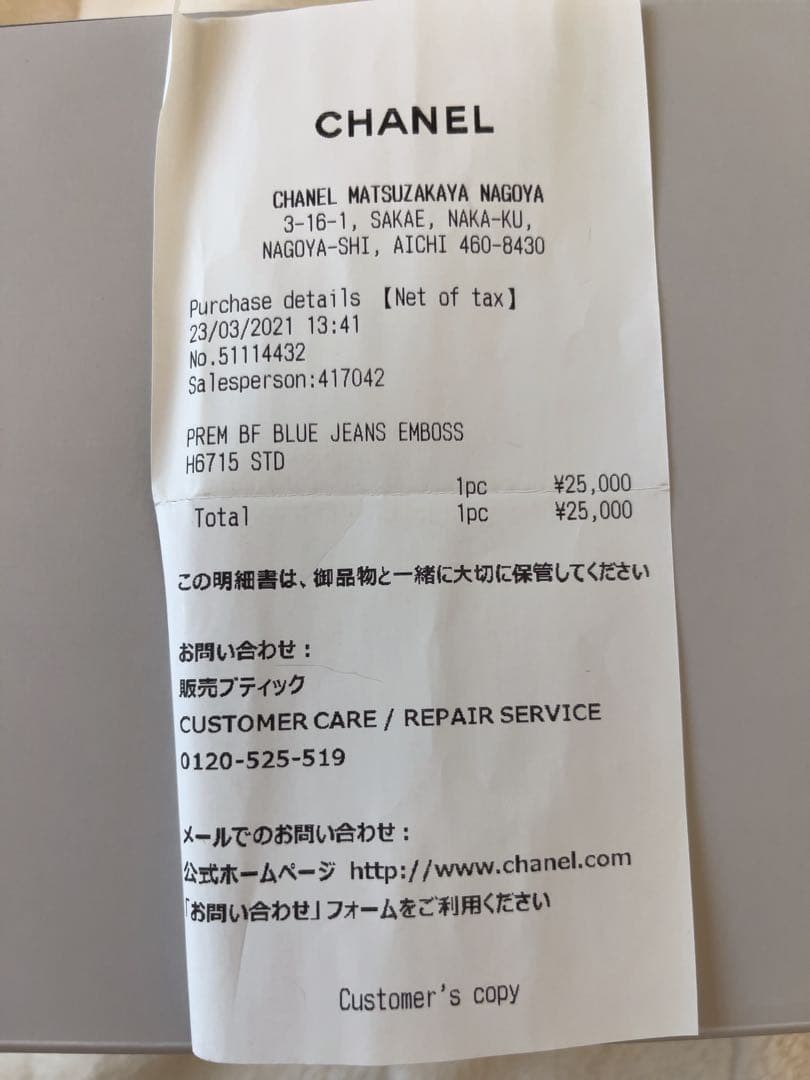 CHANEL
CHANEL MATSUZAKAYA NAGOYA
3-16-1, SAKAE, NAKA-KU,
NAGOYA-SHI, AICHI 460-8430
Purchase details 【Net of tax】
23/03/2021 13:41
No.51114432
Salesperson:417042
PREM BF BLUE JEANS EMBOSS
H6715 STD
1pc ¥25,000
Total 1pc ¥25,000
この明細書は、御品物と一緒に大切に保管してください
お問い合わせ：
販売ブティック
CUSTOMER CARE / REPAIR SERVICE
0120-525-519
メールでのお問い合わせ：
公式ホームページ http://www.chanel.com
「お問い合わせ」フォームをご利用ください
Customer's copy